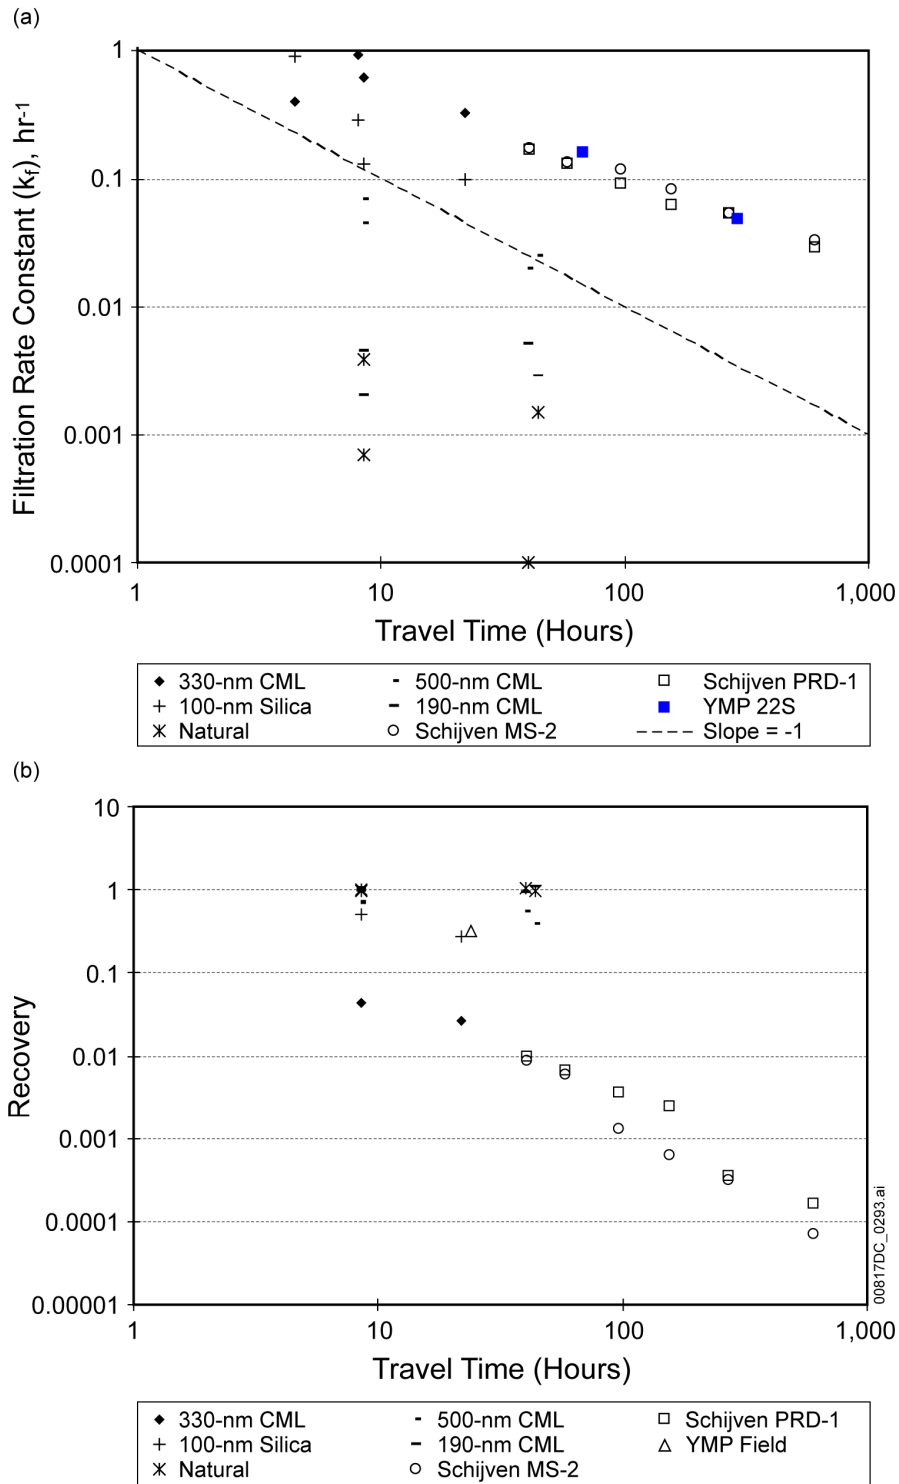 (a)
1
0.1
0.01
0.001
0.0001
Filtration Rate Constant (kf), hr-1
1 10 100 1,000
Travel Time (Hours)
330-nm CML 500-nm CML Schijven PRD-1
100-nm Silica 190-nm CML YMP 22S
Natural Schijven MS-2 Slope = -1
(b)
10
1
0.1
0.01
0.001
0.0001
0.00001
Recovery
00817DC_0293.ai
1 10 100 1,000
Travel Time (Hours)
330-nm CML 500-nm CML Schijven PRD-1
100-nm Silica 190-nm CML YMP Field
Natural Schijven MS-2